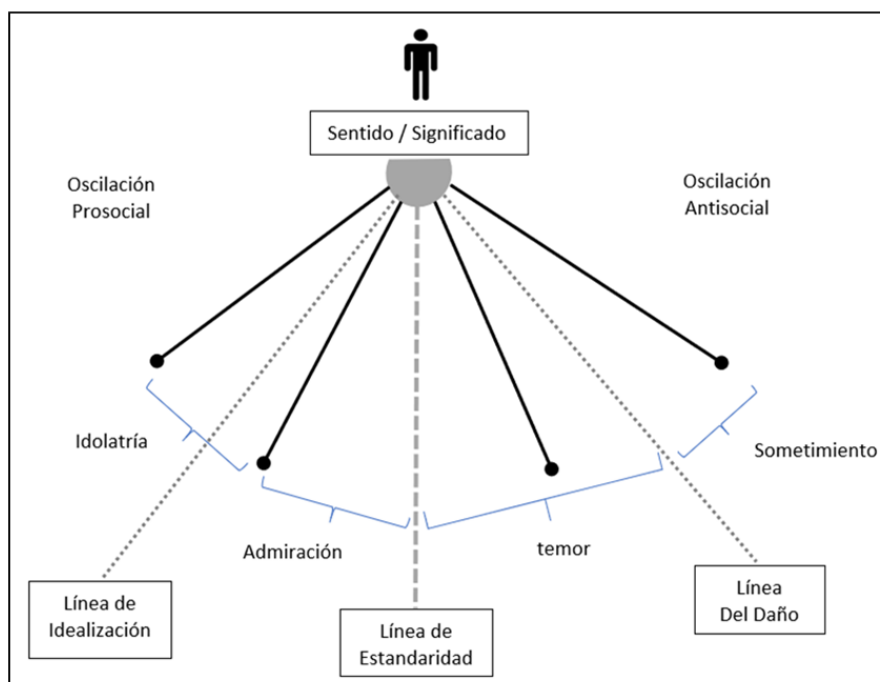 Sentido / Significado
Oscilación
Prosocial
Oscilación
Antisocial
Idolatría
Sometimiento
Admiración
temor
Línea de
Idealización
Línea de
Estandaridad
Línea
Del Daño